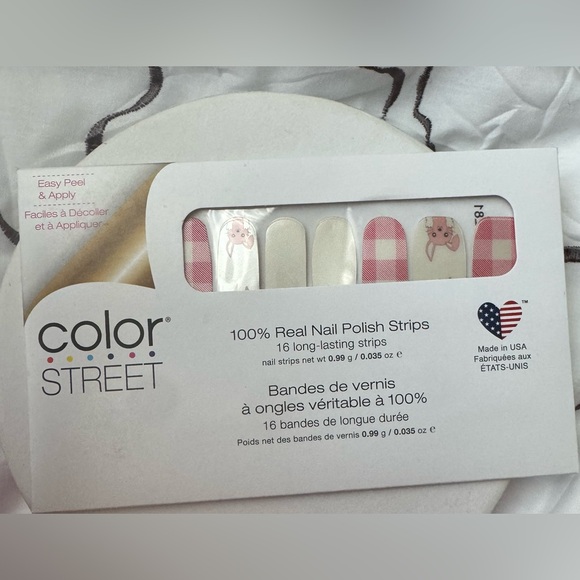 Easy Peel
& Apply
Faciles à Décoller
et à Appliquer
color®
STREET
100% Real Nail Polish Strips
16 long-lasting strips
nail strips net wt 0.99 g / 0.035 oz e
Bandes de vernis
à ongles véritable à 100%
16 bandes de longue durée
Poids net des bandes de vernis 0.99 g / 0.035 oz e
™
Made in USA
Fabriquées aux
ÉTATS-UNIS